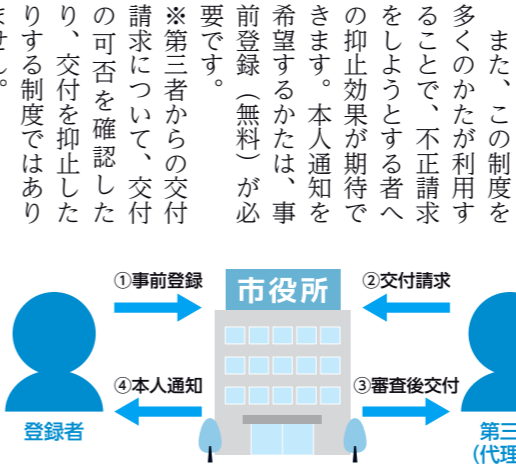 また、この制度を
多くのかたが利用す
ることで、不正請求
をしようとする者へ
の抑止効果が期待で
きます。本人通知を
希望するかたは、事
前登録（無料）が必
要です。
※第三者からの交付
請求について、交付
の可否を確認した
り、交付を抑止した
りする制度ではあり
ません。
①事前登録
市役所
②交付請求
④本人通知
③審査後交付
登録者
第三
（代理